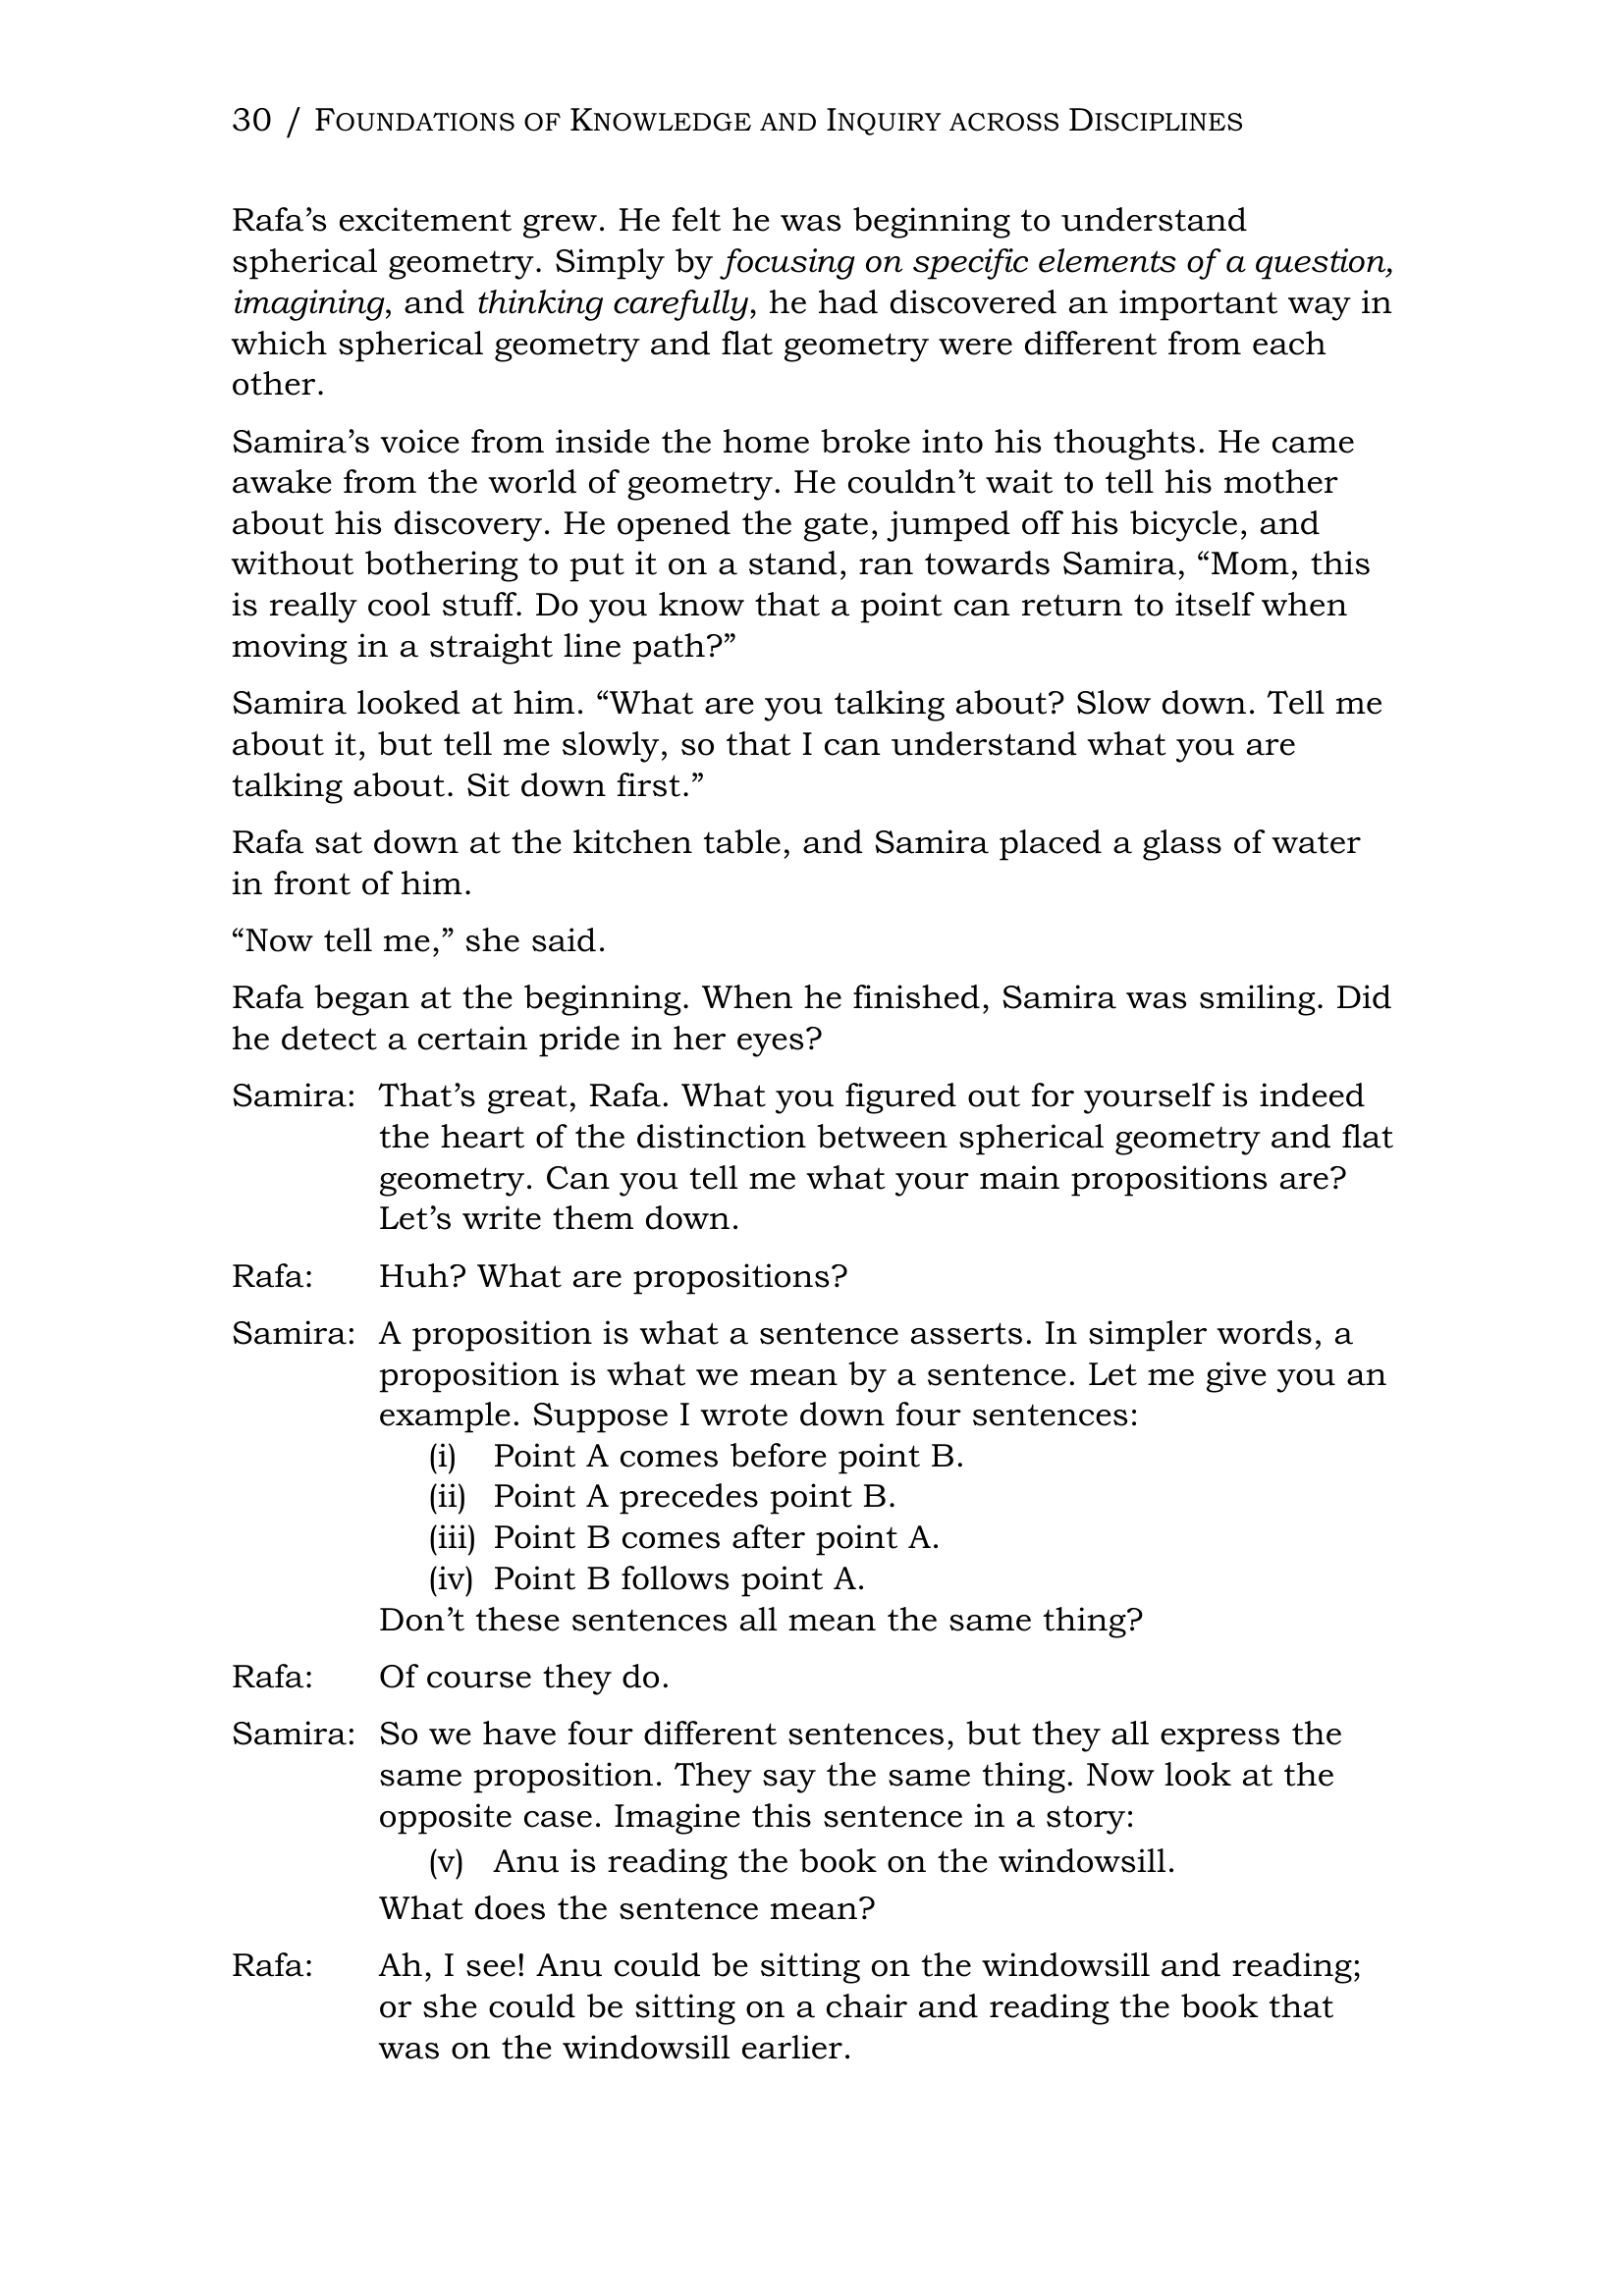 30 / FOUNDATIONS OF KNOWLEDGE AND INQUIRY ACROSS DISCIPLINES
Rafa’s excitement grew. He felt he was beginning to understand
spherical geometry. Simply by focusing on specific elements of a question,
imagining, and thinking carefully, he had discovered an important way in
which spherical geometry and flat geometry were different from each
other.
Samira’s voice from inside the home broke into his thoughts. He came
awake from the world of geometry. He couldn’t wait to tell his mother
about his discovery. He opened the gate, jumped off his bicycle, and
without bothering to put it on a stand, ran towards Samira, “Mom, this
is really cool stuff. Do you know that a point can return to itself when
moving in a straight line path?”
Samira looked at him. “What are you talking about? Slow down. Tell me
about it, but tell me slowly, so that I can understand what you are
talking about. Sit down first.”
Rafa sat down at the kitchen table, and Samira placed a glass of water
in front of him.
“Now tell me,” she said.
Rafa began at the beginning. When he finished, Samira was smiling. Did
he detect a certain pride in her eyes?
Samira: That’s great, Rafa. What you figured out for yourself is indeed
the heart of the distinction between spherical geometry and flat
geometry. Can you tell me what your main propositions are?
Let’s write them down.
Rafa: Huh? What are propositions?
Samira: A proposition is what a sentence asserts. In simpler words, a
proposition is what we mean by a sentence. Let me give you an
example. Suppose I wrote down four sentences:
(i) Point A comes before point B.
(ii) Point A precedes point B.
(iii) Point B comes after point A.
(iv) Point B follows point A.
Don’t these sentences all mean the same thing?
Rafa: Of course they do.
Samira: So we have four different sentences, but they all express the
same proposition. They say the same thing. Now look at the
opposite case. Imagine this sentence in a story:
(v) Anu is reading the book on the windowsill.
What does the sentence mean?
Rafa: Ah, I see! Anu could be sitting on the windowsill and reading;
or she could be sitting on a chair and reading the book that
was on the windowsill earlier.